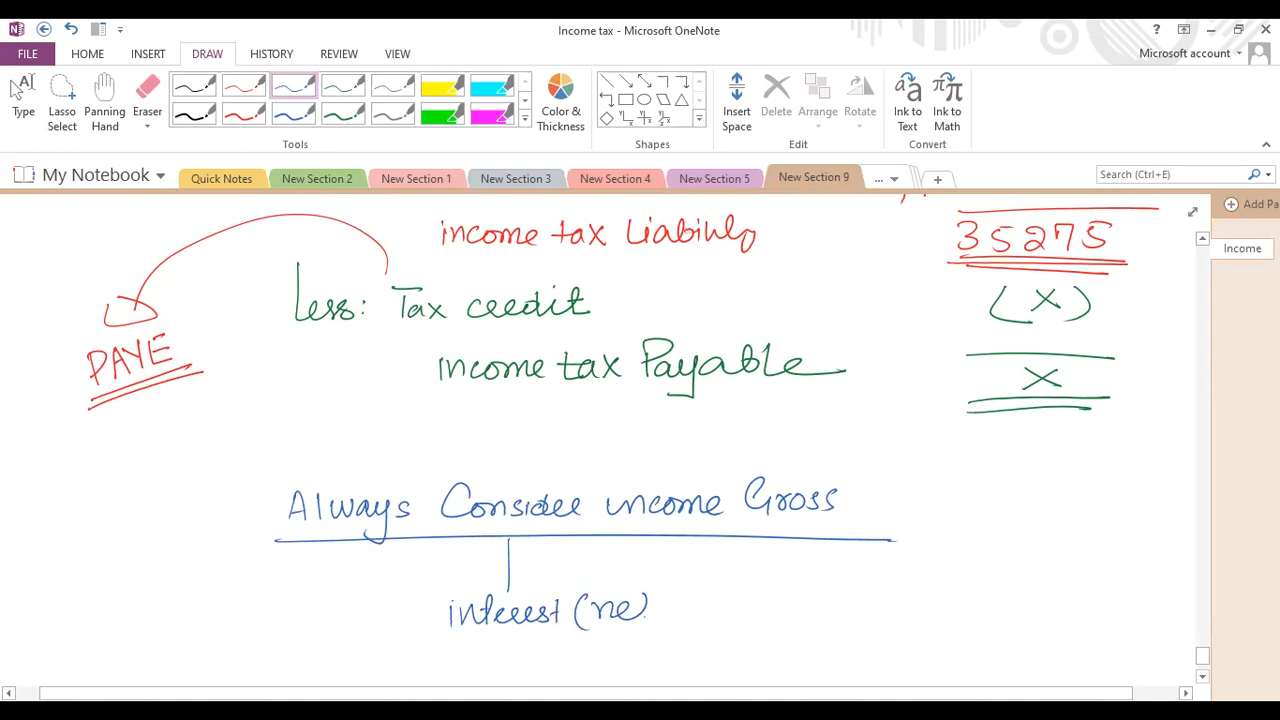 Income tax - Microsoft OneNote
?
FILE HOME INSERT DRAW HISTORY REVIEW VIEW
Microsoft account
Type
Lasso Select
Panning Hand
Eraser
Color & Thickness
Insert Space
Delete
Arrange
Rotate
Ink to Text
Ink to Math
Tools
Shapes
Edit
Convert
My Notebook
Quick Notes
New Section 2
New Section 1
New Section 3
New Section 4
New Section 5
New Section 9
...
Search (Ctrl+E)
Add Pa
Income
income tax Liability 35275
Less: Tax credit (X)
PAYE
income tax Payable X
Always Consider income Gross
interest (ne)